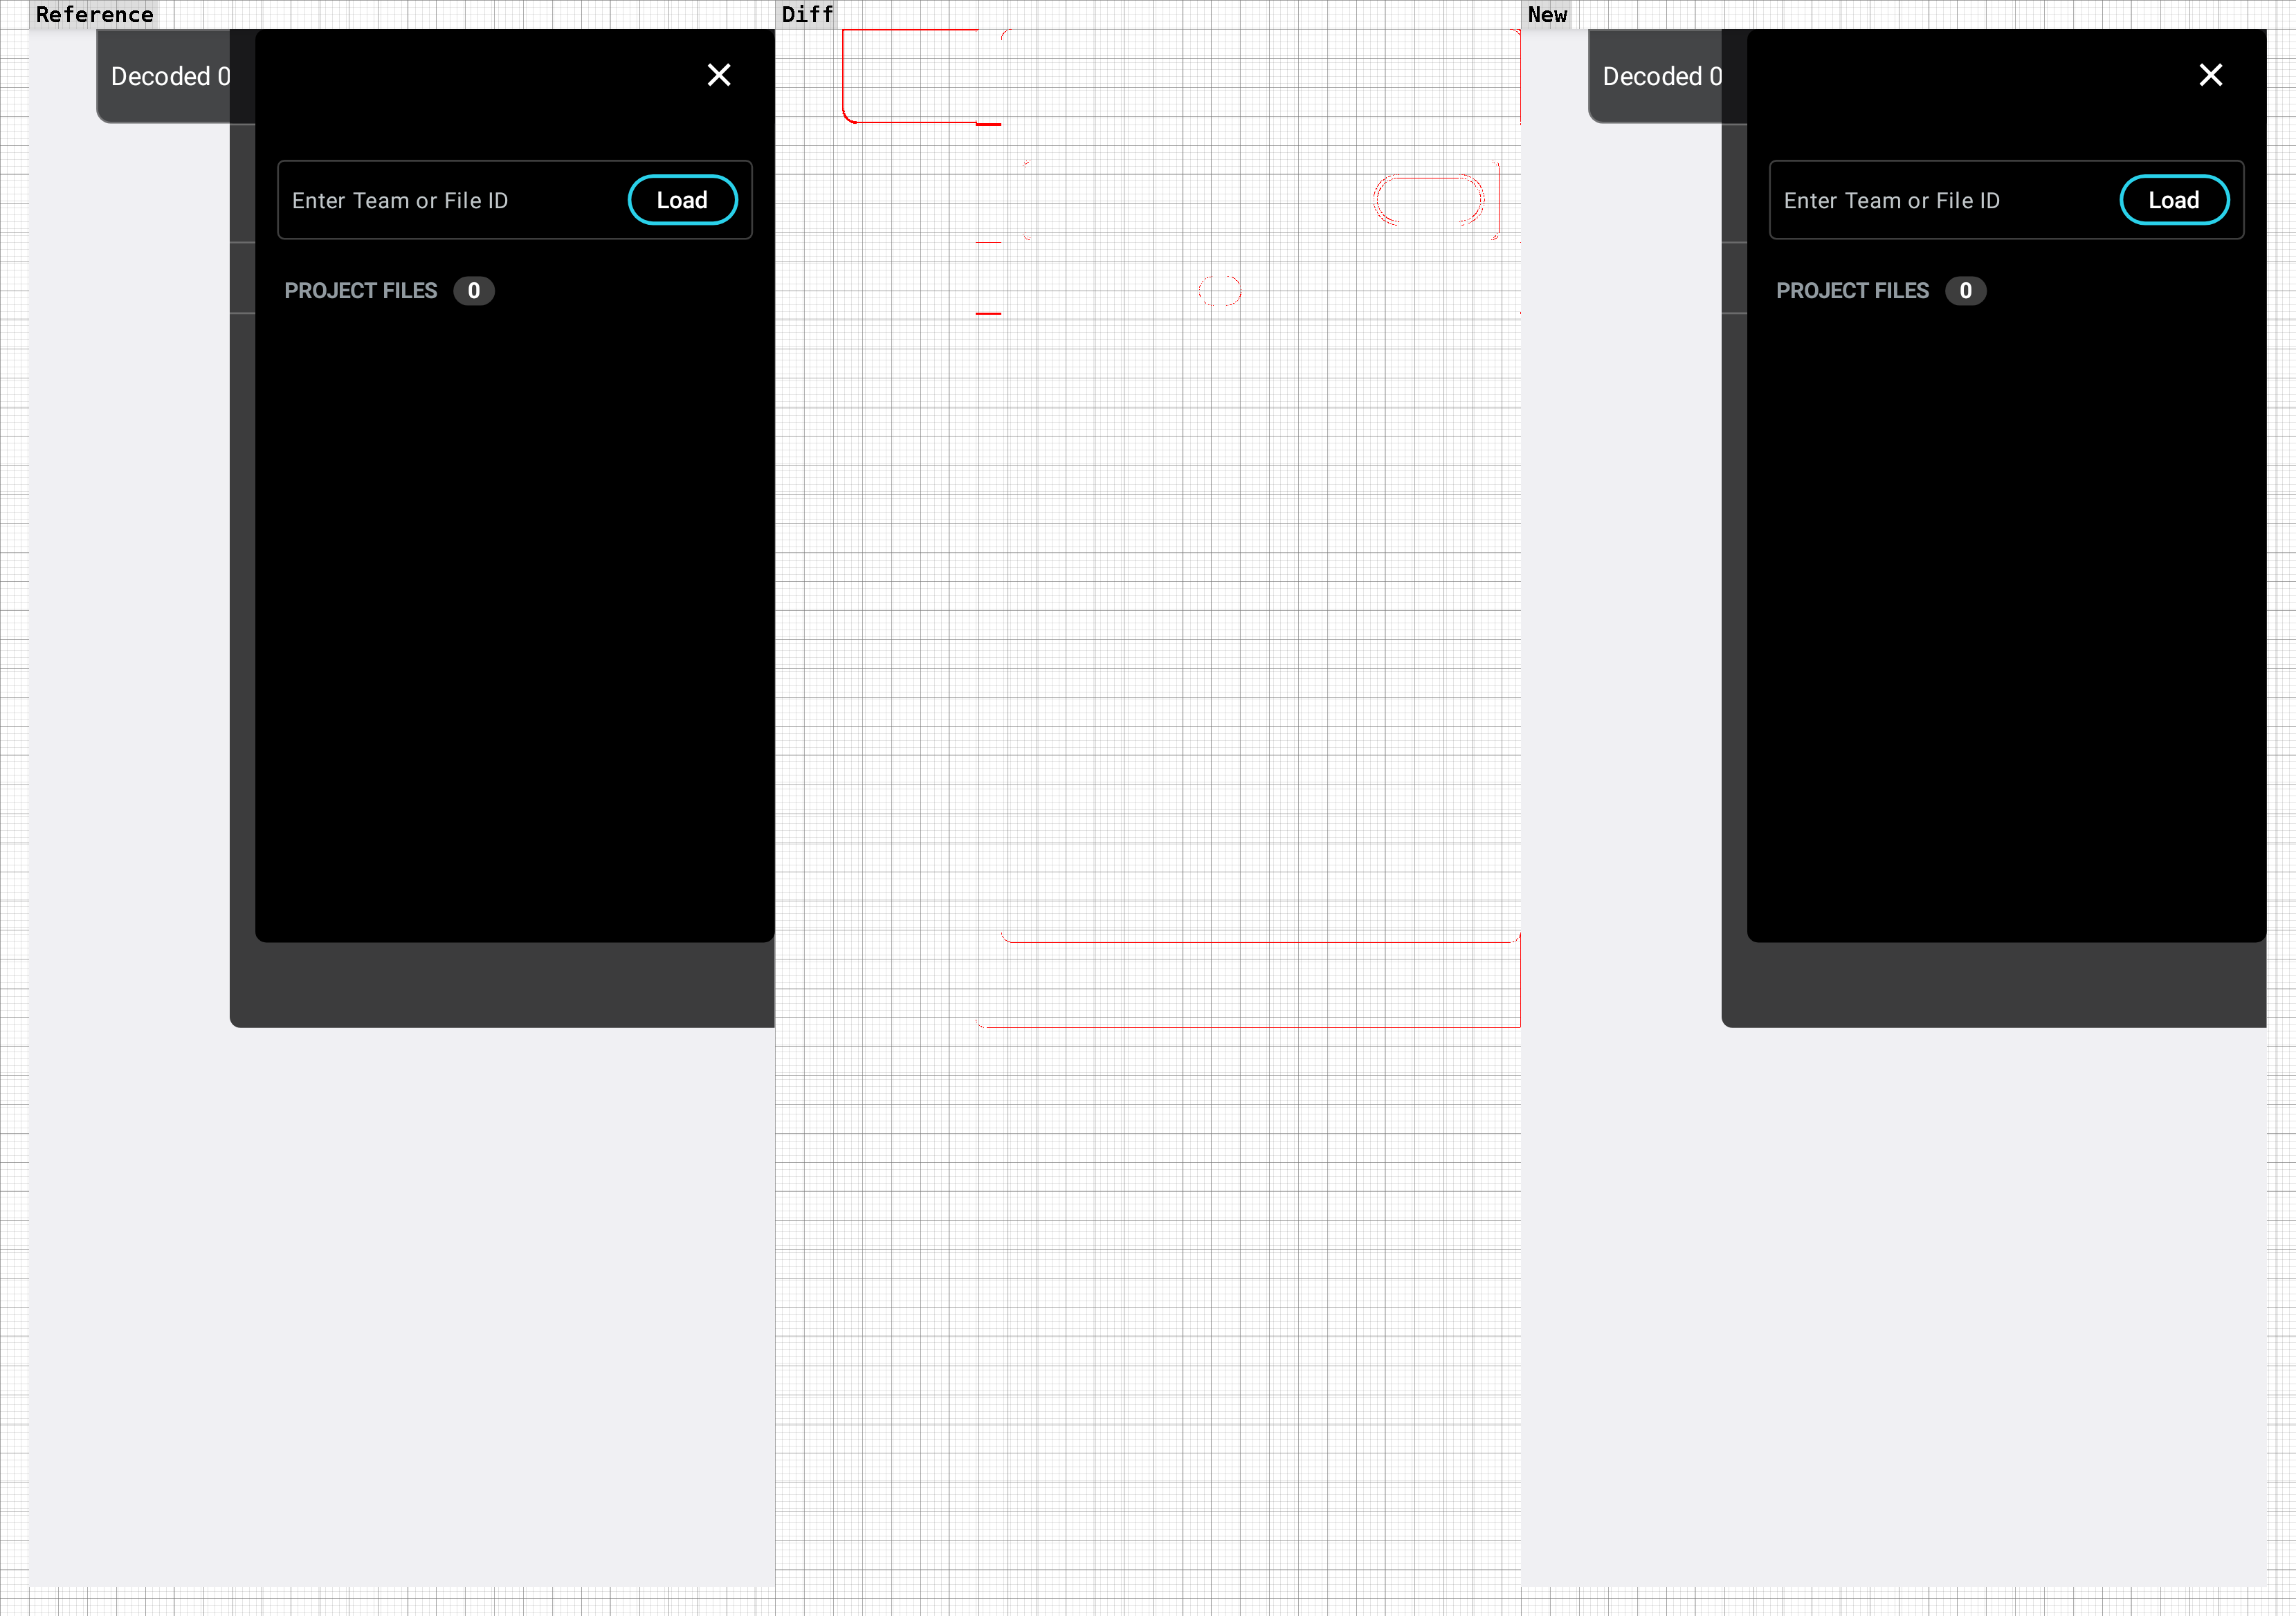 Reference
Diff
New
Decoded 0
Enter Team or File ID
Load
PROJECT FILES 0
Decoded 0
Enter Team or File ID
Load
PROJECT FILES 0